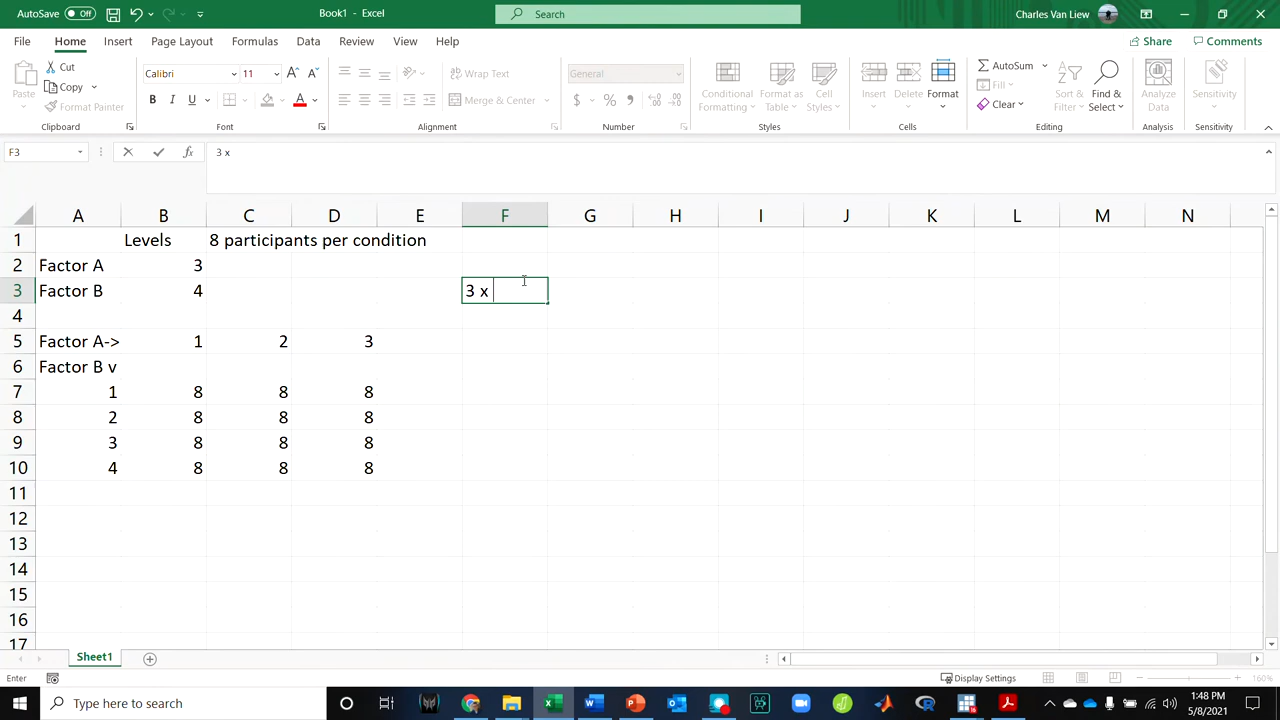 AutoSave Off Book1 - Excel Search Charles Van Liew
File Home Insert Page Layout Formulas Data Review View Help Share Comments
Paste Cut Copy Format Painter Clipboard
Calibri 11 B I U A Font
Wrap Text Merge & Center Alignment
General $ % 9 Number
Conditional Formatting Format as Table Cell Styles Styles
Insert Delete Format Cells
AutoSum Fill Clear Sort & Filter Find & Select Editing
Analyze Data Analysis
Sensitivity Sensitivity
F3 fx 3 x
A B C D E F G H I J K L M N
1 Levels 8 participants per condition
2 Factor A 3
3 Factor B 4 3 x
4
5 Factor A-> 1 2 3
6 Factor B v
7 1 8 8 8
8 2 8 8 8
9 3 8 8 8
10 4 8 8 8
11
12
13
14
15
16
17
Sheet1
Enter Display Settings 160%
Type here to search 1:48 PM
5/8/2021